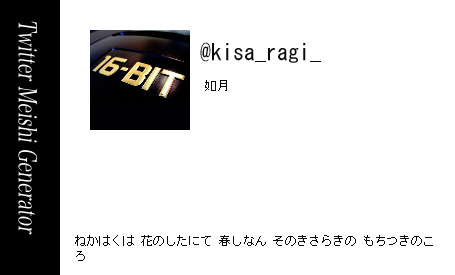 Twitter Meishi Generator
16-BIT
@kisa_ragi_
如月
ねかはくは 花のしたにて 春しなん そのきさらきの もちつきのこ
ろ